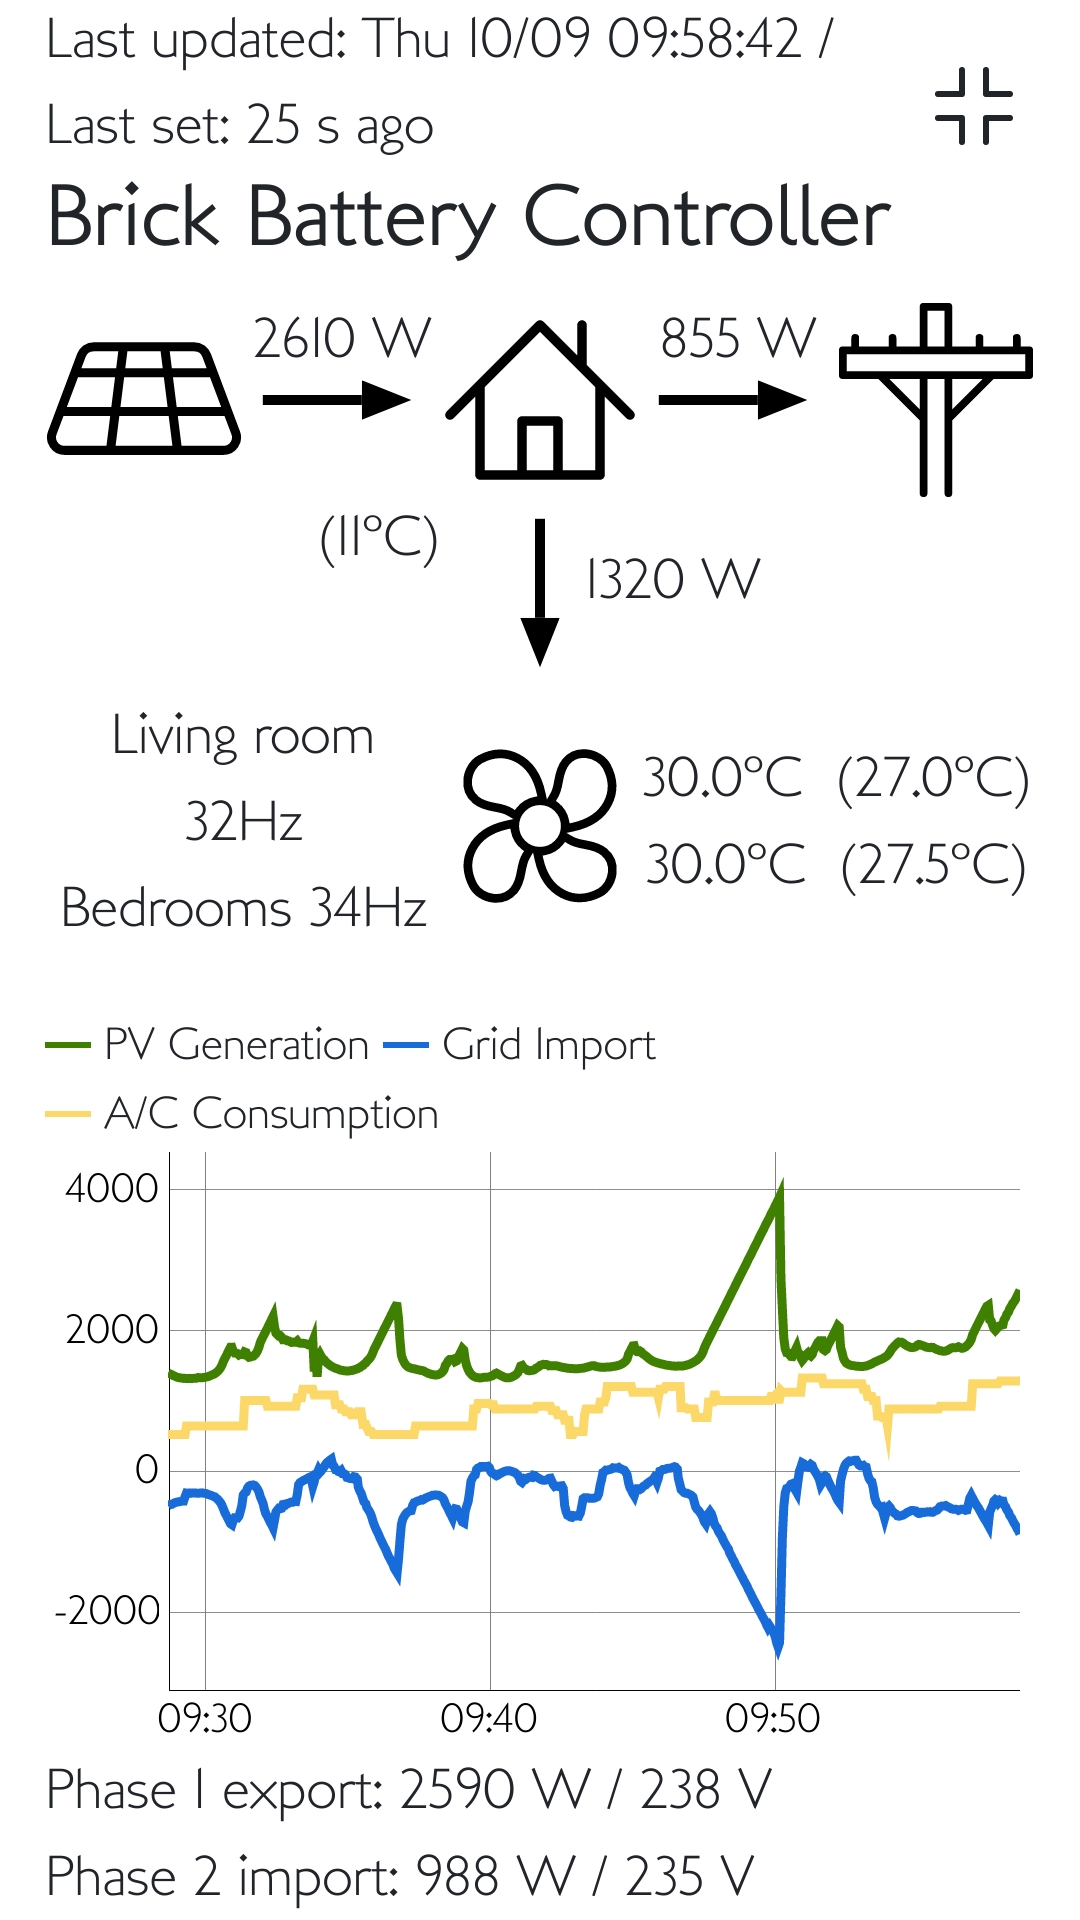 Last updated: Thu 10/09 09:58:42 /
Last set: 25 s ago
Brick Battery Controller
2610 W
855 W
(11°C)
1320 W
Living room
32Hz
Bedrooms 34Hz
30.0°C (27.0°C)
30.0°C (27.5°C)
PV Generation
Grid Import
A/C Consumption
4000
2000
0
-2000
09:30
09:40
09:50
Phase 1 export: 2590 W / 238 V
Phase 2 import: 988 W / 235 V